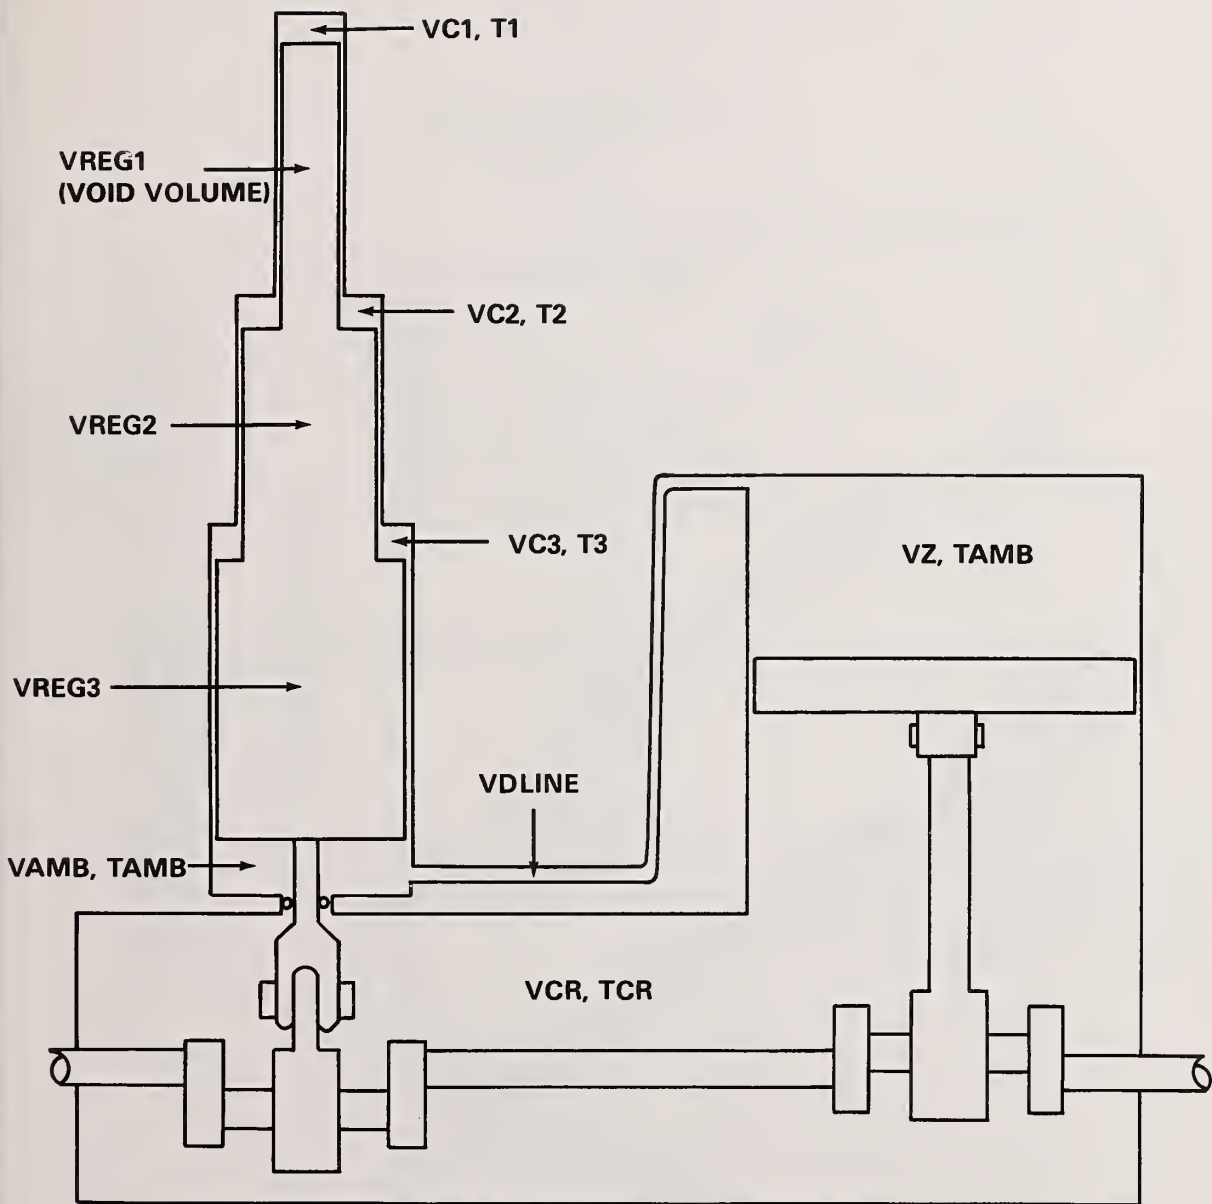 VC1, T1
VREG1
(VOID VOLUME)
VC2, T2
VREG2
VC3, T3
VZ, TAMB
VREG3
VDLINE
VAMB, TAMB
VCR, TCR